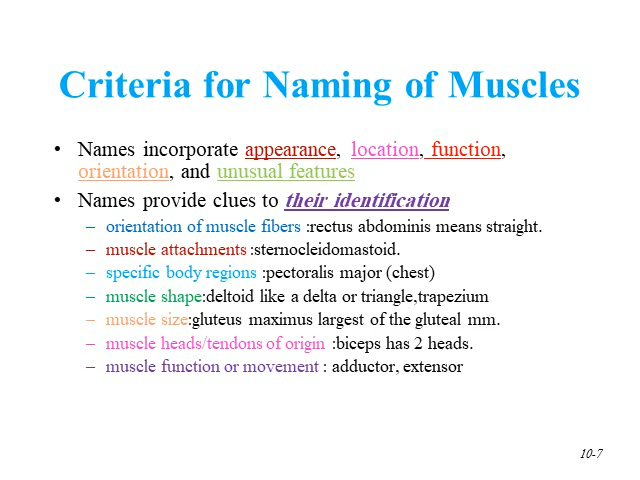 Criteria for Naming of Muscles
• Names incorporate appearance, location, function,
orientation, and unusual features
• Names provide clues to their identification
– orientation of muscle fibers :rectus abdominis means straight.
– muscle attachments :sternocleidomastoid.
– specific body regions :pectoralis major (chest)
– muscle shape:deltoid like a delta or triangle,trapezium
– muscle size:gluteus maximus largest of the gluteal mm.
– muscle heads/tendons of origin :biceps has 2 heads.
– muscle function or movement : adductor, extensor
10-7